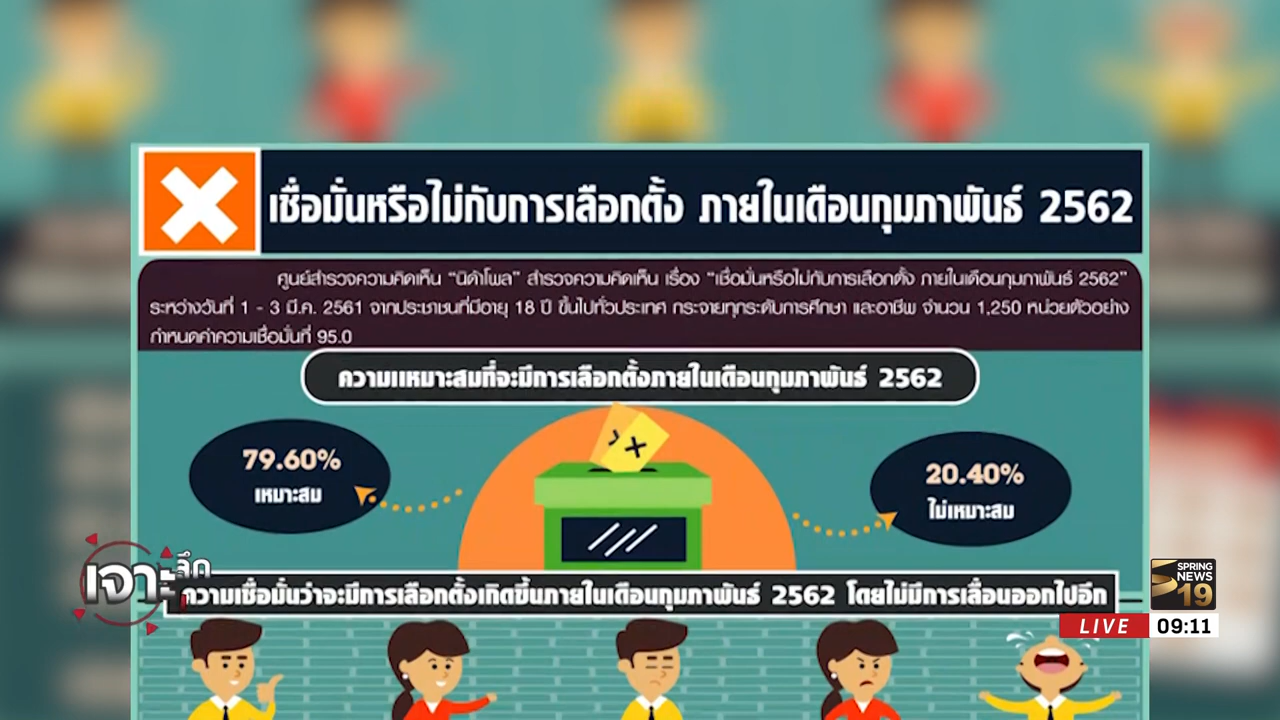 เชื่อมั่นหรือไม่กับการเลือกตั้ง ภายในเดือนกุมภาพันธ์ 2562
ศูนย์สำรวจความคิดเห็น “นิด้าโพล” สำรวจความคิดเห็น เรื่อง “เชื่อมั่นหรือไม่กับการเลือกตั้ง ภายในเดือนกุมภาพันธ์ 2562”
ระหว่างวันที่ 1 - 3 มี.ค. 2561 จากประชาชนที่มีอายุ 18 ปี ขึ้นไปทั่วประเทศ กระจายทุกระดับการศึกษา และอาชีพ จำนวน 1,250 หน่วยตัวอย่าง
กำหนดค่าความเชื่อมั่นที่ 95.0
ความเหมาะสมที่จะมีการเลือกตั้งภายในเดือนกุมภาพันธ์ 2562
79.60%
เหมาะสม
20.40%
ไม่เหมาะสม
เจาะลึก
ความเชื่อมั่นว่าจะมีการเลือกตั้งเกิดขึ้นภายในเดือนกุมภาพันธ์ 2562 โดยไม่มีการเลื่อนออกไปอีก
SPRING
NEWS
19
LIVE 09:11